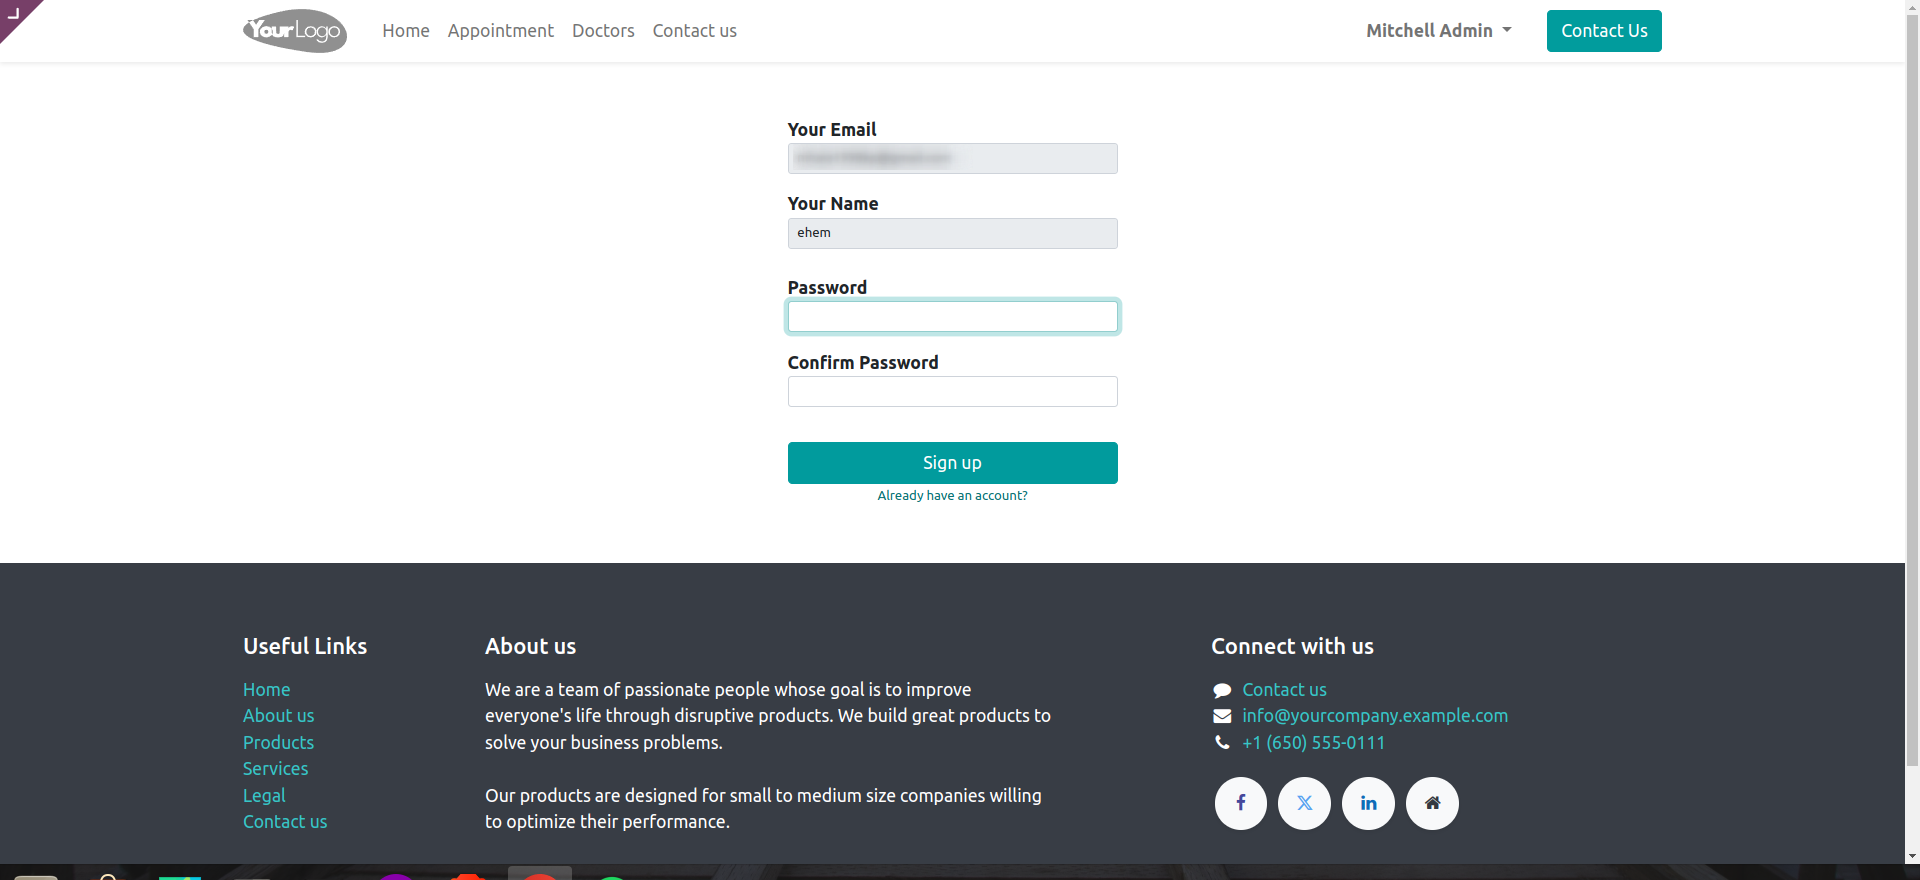 YourLogo
Home
Appointment
Doctors
Contact us
Mitchell Admin
Contact Us
Your Email
Your Name
ehem
Password
Confirm Password
Sign up
Already have an account?
Useful Links
Home
About us
Products
Services
Legal
Contact us
About us
We are a team of passionate people whose goal is to improve
everyone's life through disruptive products. We build great products to
solve your business problems.
Our products are designed for small to medium size companies willing
to optimize their performance.
Connect with us
Contact us
info@yourcompany.example.com
+1 (650) 555-0111